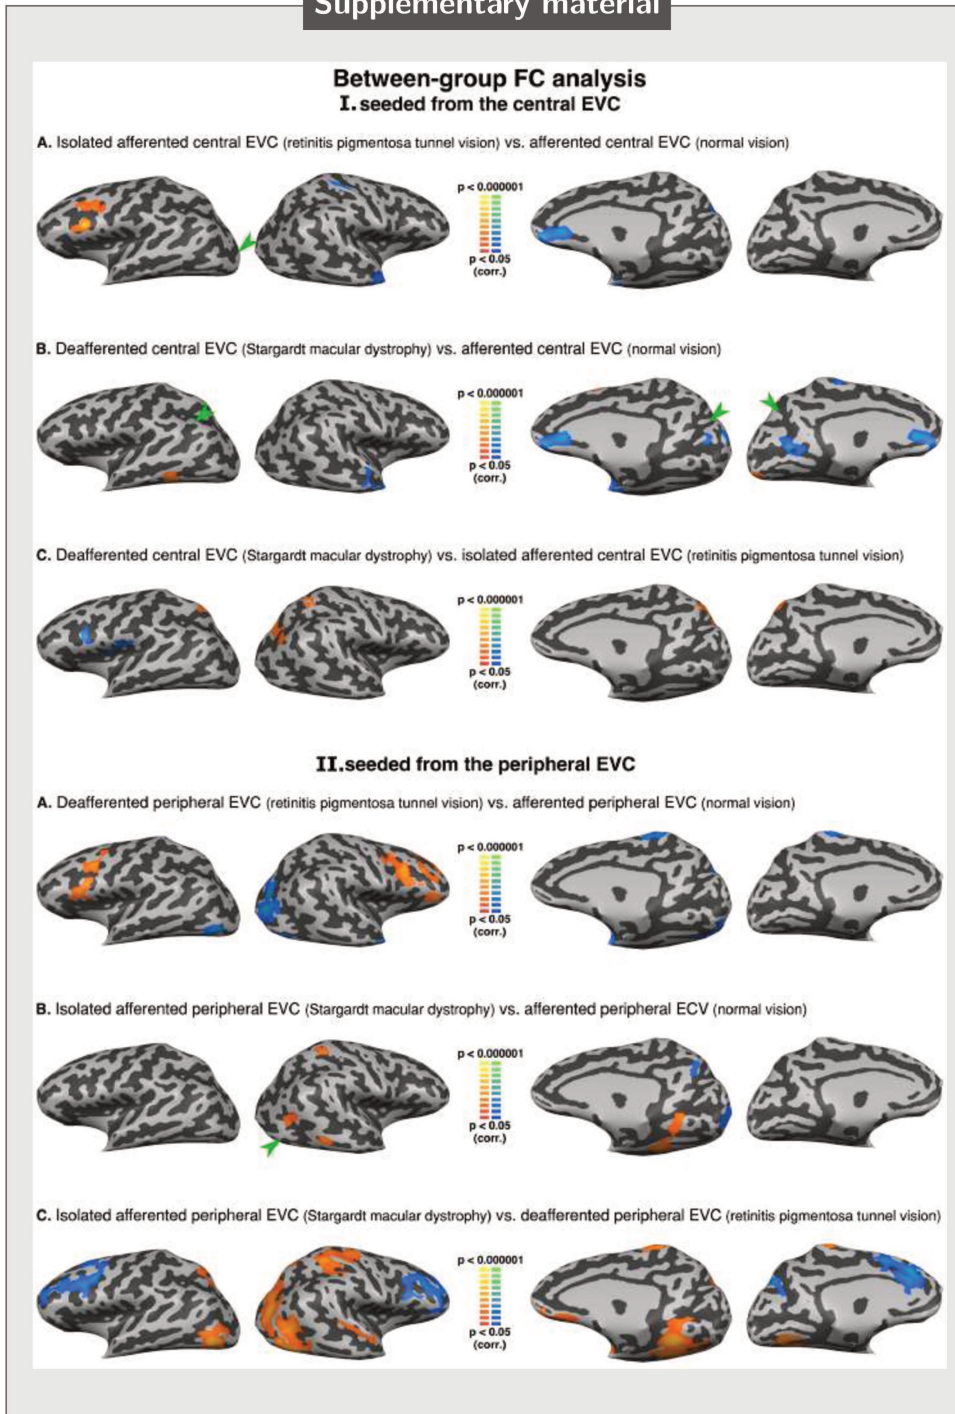 Supplementary material
Between-group FC analysis
I. seeded from the central EVC
A. Isolated afferented central EVC (retinitis pigmentosa tunnel vision) vs. afferented central EVC (normal vision)
p < 0.000001
p < 0.05
(corr.)
B. Deafferented central EVC (Stargardt macular dystrophy) vs. afferented central EVC (normal vision)
p < 0.000001
p < 0.05
(corr.)
C. Deafferented central EVC (Stargardt macular dystrophy) vs. isolated afferented central EVC (retinitis pigmentosa tunnel vision)
p < 0.000001
p < 0.05
(corr.)
II.seeded from the peripheral EVC
A. Deafferented peripheral EVC (retinitis pigmentosa tunnel vision) vs. afferented peripheral EVC (normal vision)
p < 0.000001
p < 0.05
(corr.)
B. Isolated afferented peripheral EVC (Stargardt macular dystrophy) vs. afferented peripheral ECV (normal vision)
p < 0.000001
p < 0.05
(corr.)
C. Isolated afferented peripheral EVC (Stargardt macular dystrophy) vs. deafferented peripheral EVC (retinitis pigmentosa tunnel vision)
p < 0.000001
p < 0.05
(corr.)